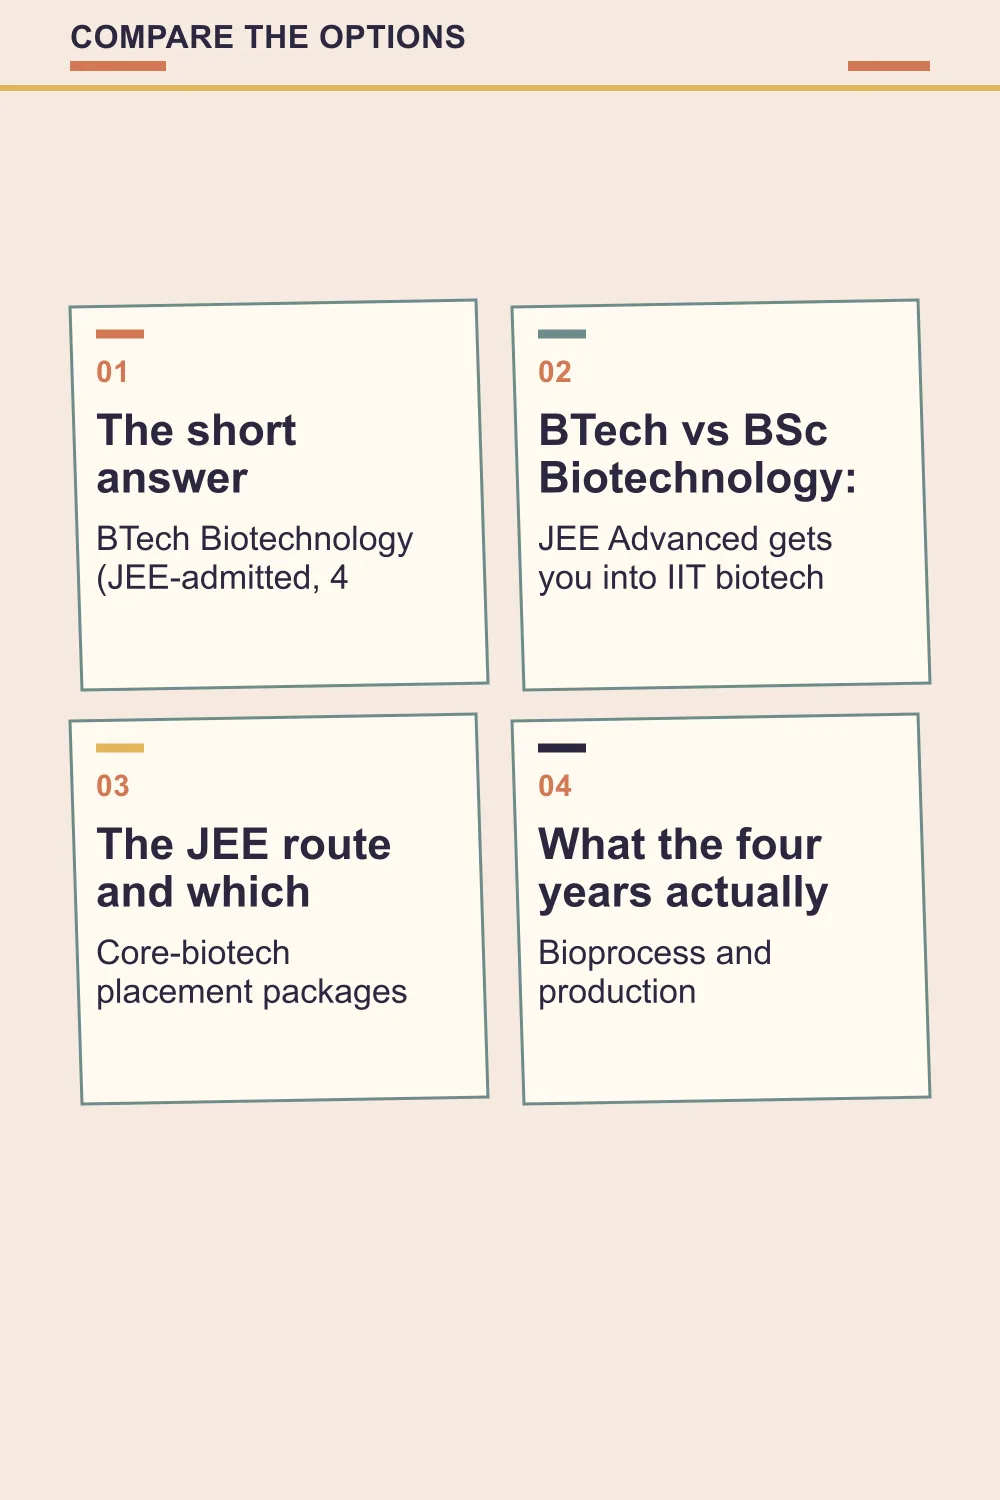 COMPARE THE OPTIONS
01
The short
answer
BTech Biotechnology
(JEE-admitted, 4
02
BTech vs BSc
Biotechnology:
JEE Advanced gets
you into IIT biotech
03
The JEE route
and which
Core-biotech
placement packages
04
What the four
years actually
Bioprocess and
production